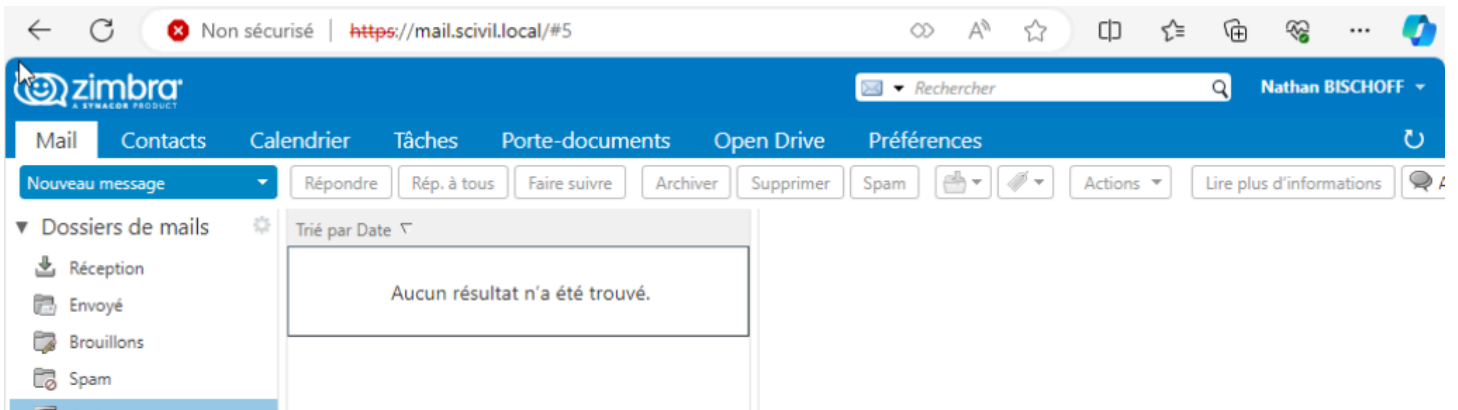 Non sécurisé https://mail.scivil.local/#5
zimbra
A SYNACOR PRODUCT
Rechercher
Nathan BISCHOFF
Mail Contacts Calendrier Tâches Porte-documents Open Drive Préférences
Nouveau message Répondre Rép. à tous Faire suivre Archiver Supprimer Spam Actions Lire plus d'informations
Dossiers de mails Trié par Date
Réception
Aucun résultat n'a été trouvé.
Envoyé
Brouillons
Spam